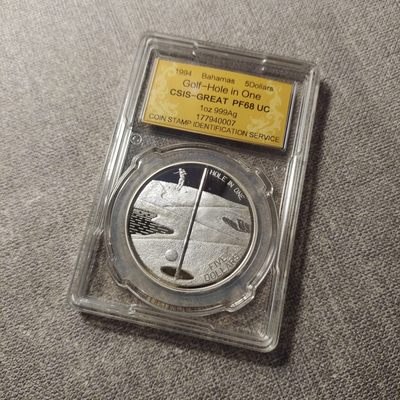 1994 Bahamas 5Dollars
Golf-Hole in One
CSIS-GREAT PF68 UC
1oz 999Ag
177940007
COIN STAMP IDENTIFICATION SERVICE
HOLE IN ONE
FIVE
DOLLARS